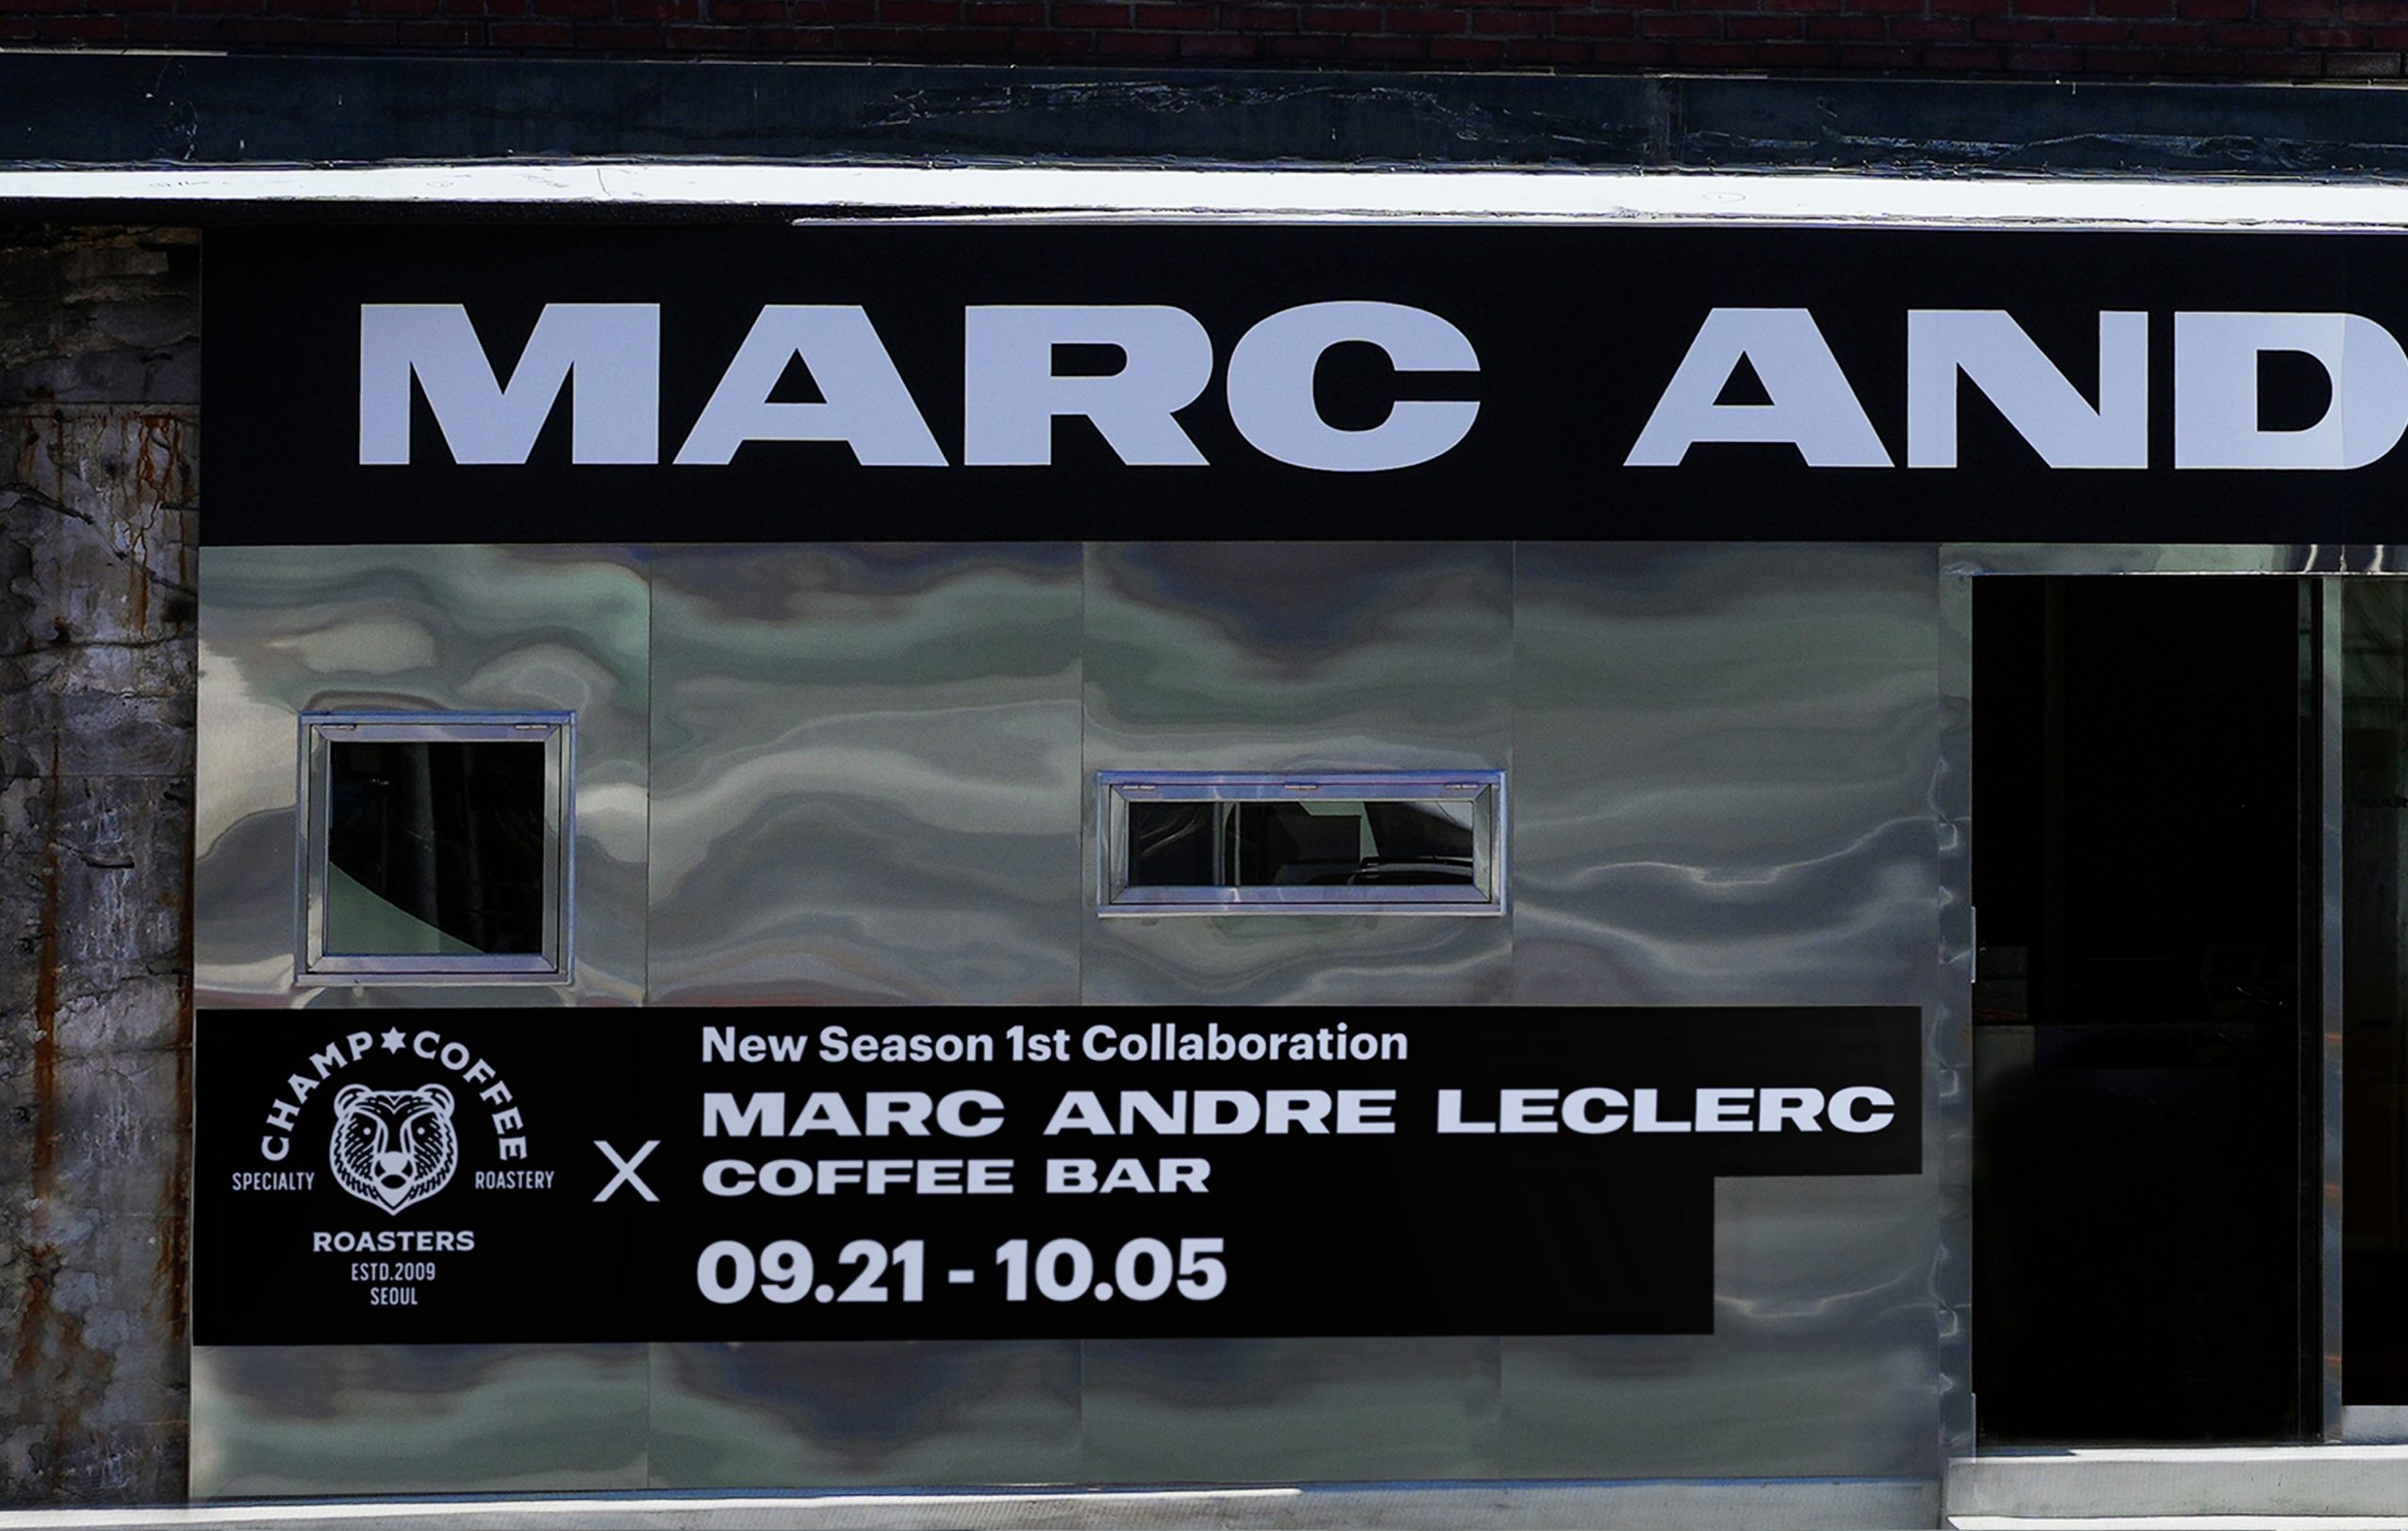 MARC AND
CHAMP★COFFEE
SPECIALTY
ROASTERY
ROASTERS
ESTD.2009
SEOUL
X
New Season 1st Collaboration
MARC ANDRE LECLERC
COFFEE BAR
09.21 - 10.05